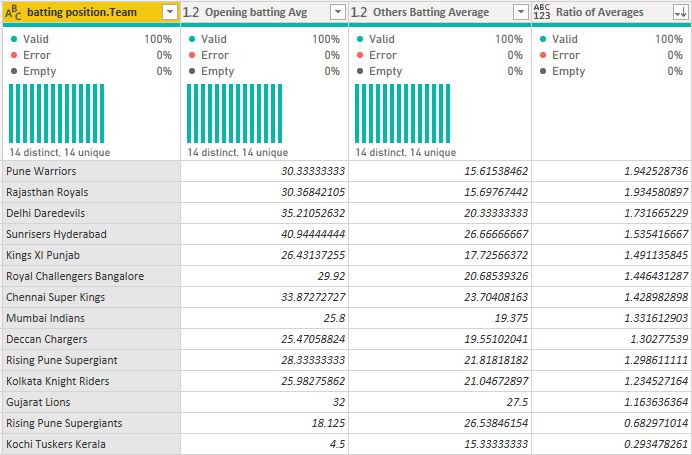 ABC batting position.Team 1.2 Opening batting Avg 1.2 Others Batting Average ABC 123 Ratio of Averages
Valid 100% Valid 100% Valid 100% Valid 100%
Error 0% Error 0% Error 0% Error 0%
Empty 0% Empty 0% Empty 0% Empty 0%
14 distinct, 14 unique 14 distinct, 14 unique 14 distinct, 14 unique
Pune Warriors 30.33333333 15.61538462 1.942528736
Rajasthan Royals 30.36842105 15.69767442 1.934580897
Delhi Daredevils 35.21052632 20.33333333 1.731665229
Sunrisers Hyderabad 40.94444444 26.66666667 1.535416667
Kings XI Punjab 26.43137255 17.72566372 1.491135845
Royal Challengers Bangalore 29.92 20.68539326 1.446431287
Chennai Super Kings 33.87272727 23.70408163 1.428982898
Mumbai Indians 25.8 19.375 1.331612903
Deccan Chargers 25.47058824 19.55102041 1.30277539
Rising Pune Supergiant 28.33333333 21.81818182 1.298611111
Kolkata Knight Riders 25.98275862 21.04672897 1.234527164
Gujarat Lions 32 27.5 1.163636364
Rising Pune Supergiants 18.125 26.53846154 0.682971014
Kochi Tuskers Kerala 4.5 15.33333333 0.293478261